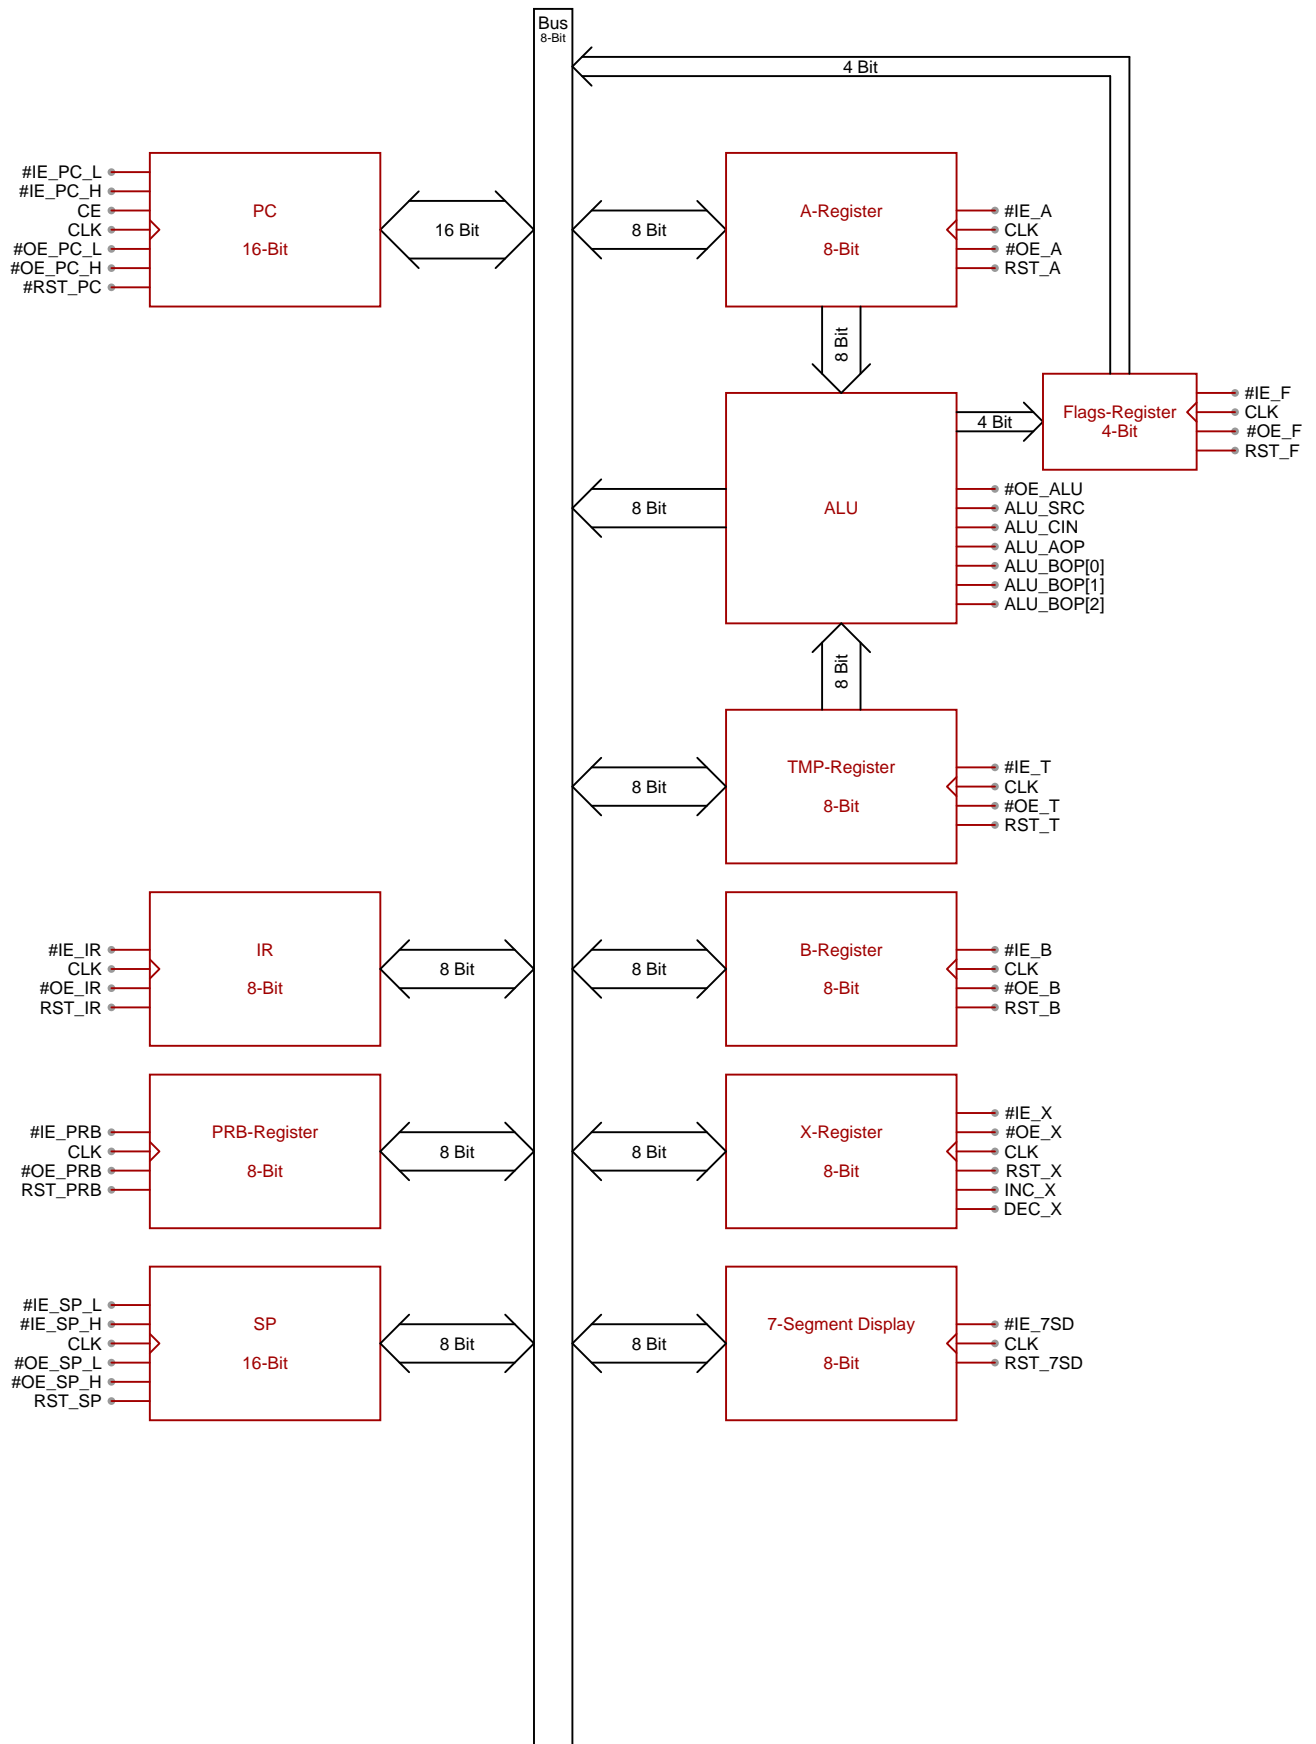 Bus
8-Bit
4 Bit
#IE_PC_L
#IE_PC_H
CE
CLK
#OE_PC_L
#OE_PC_H
#RST_PC
PC
16-Bit
16 Bit
8 Bit
A-Register
8-Bit
#IE_A
CLK
#OE_A
RST_A
8 Bit
4 Bit
Flags-Register
4-Bit
#IE_F
CLK
#OE_F
RST_F
8 Bit
ALU
#OE_ALU
ALU_SRC
ALU_CIN
ALU_AOP
ALU_BOP[0]
ALU_BOP[1]
ALU_BOP[2]
8 Bit
8 Bit
TMP-Register
8-Bit
#IE_T
CLK
#OE_T
RST_T
#IE_IR
CLK
#OE_IR
RST_IR
IR
8-Bit
8 Bit
8 Bit
B-Register
8-Bit
#IE_B
CLK
#OE_B
RST_B
#IE_PRB
CLK
#OE_PRB
RST_PRB
PRB-Register
8-Bit
8 Bit
8 Bit
X-Register
8-Bit
#IE_X
#OE_X
CLK
RST_X
INC_X
DEC_X
#IE_SP_L
#IE_SP_H
CLK
#OE_SP_L
#OE_SP_H
RST_SP
SP
16-Bit
8 Bit
8 Bit
7-Segment Display
8-Bit
#IE_7SD
CLK
RST_7SD